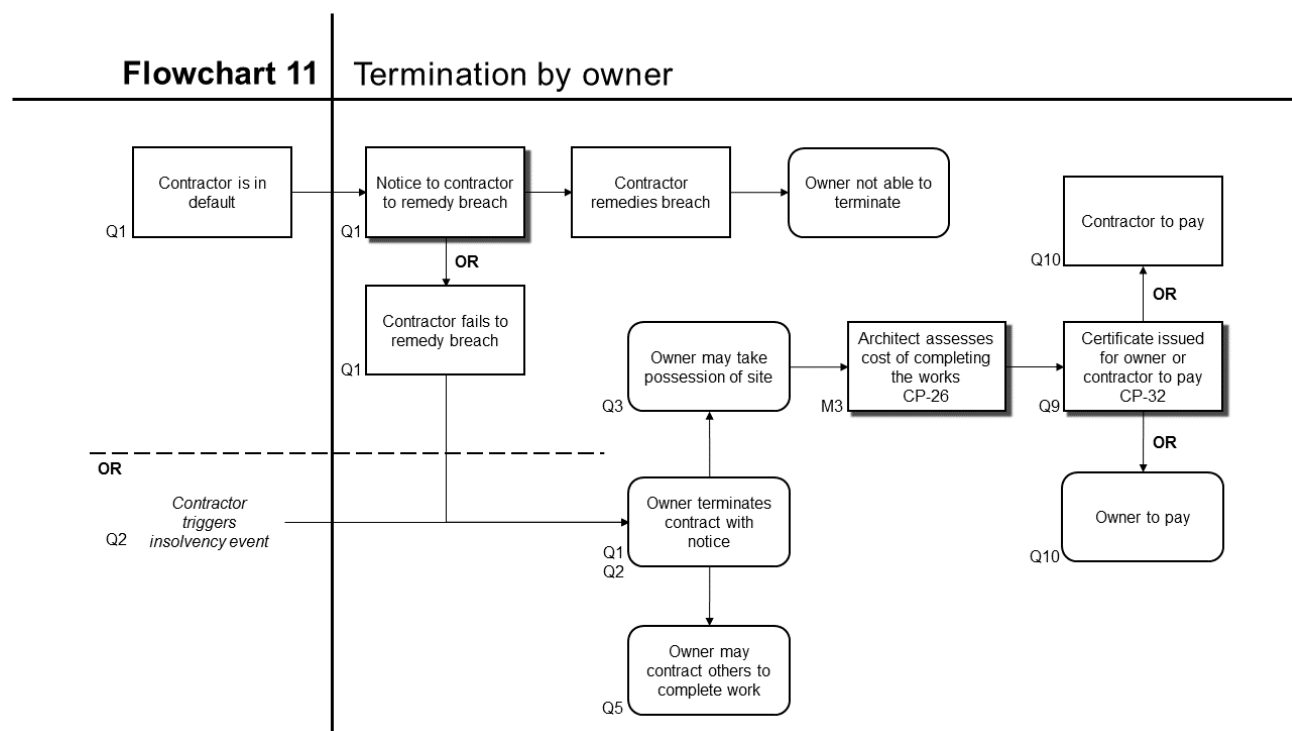 Flowchart 11
Termination by owner
Contractor is in
default
Q1
Notice to contractor
to remedy breach
Q1
Contractor
remedies breach
Owner not able to
terminate
OR
Contractor fails to
remedy breach
Q1
Contractor to pay
Q10
OR
Owner may take
possession of site
Q3
Architect assesses
cost of completing
the works
CP-26
M3
Certificate issued
for owner or
contractor to pay
CP-32
Q9
OR
Owner to pay
Q10
OR
Contractor
triggers
insolvency event
Q2
Owner terminates
contract with
notice
Q1
Q2
Owner may
contract others to
complete work
Q5